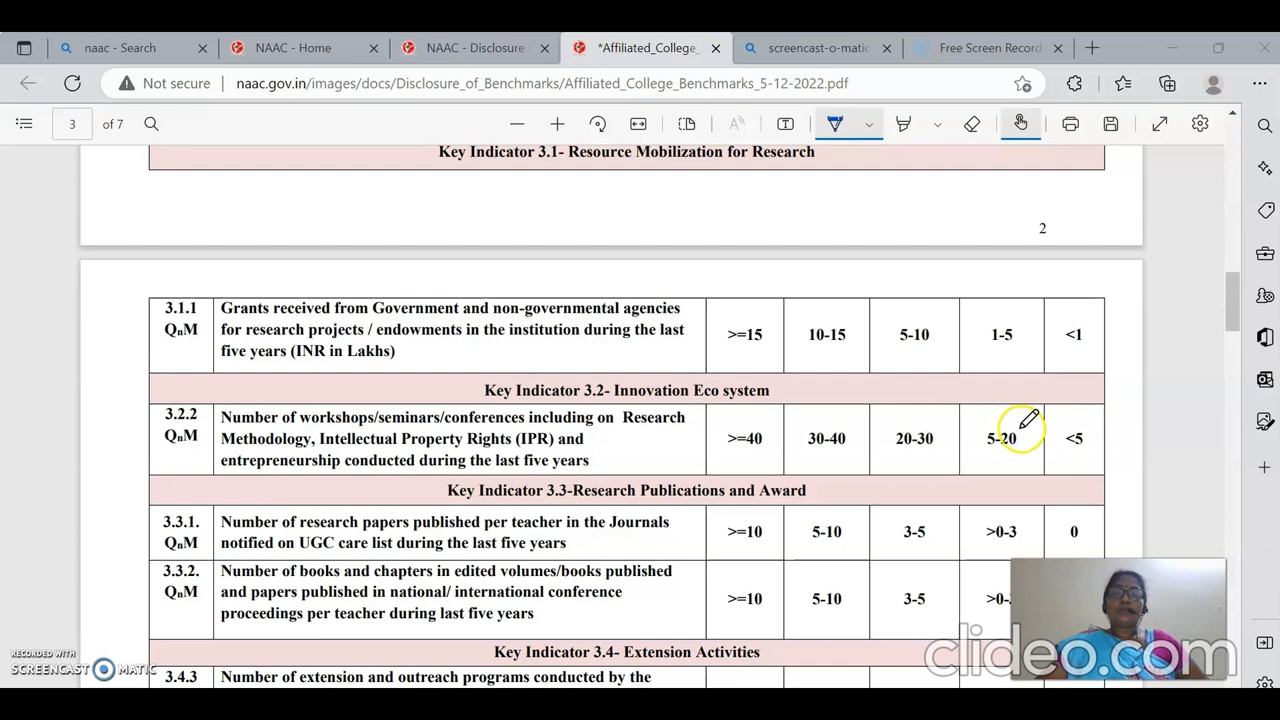 naac - Search
NAAC - Home
NAAC - Disclosure
*Affiliated_College_
screencast-o-matic
Free Screen Record
Not secure
naac.gov.in/images/docs/Disclosure_of_Benchmarks/Affiliated_College_Benchmarks_5-12-2022.pdf
3 of 7
Key Indicator 3.1- Resource Mobilization for Research
2
3.1.1 QnM
Grants received from Government and non-governmental agencies
for research projects / endowments in the institution during the last
five years (INR in Lakhs)
>=15 10-15 5-10 1-5 <1
Key Indicator 3.2- Innovation Eco system
3.2.2 QnM
Number of workshops/seminars/conferences including on Research
Methodology, Intellectual Property Rights (IPR) and
entrepreneurship conducted during the last five years
>=40 30-40 20-30 5-20 <5
Key Indicator 3.3-Research Publications and Award
3.3.1. QnM
Number of research papers published per teacher in the Journals
notified on UGC care list during the last five years
>=10 5-10 3-5 >0-3 0
3.3.2. QnM
Number of books and chapters in edited volumes/books published
and papers published in national/ international conference
proceedings per teacher during last five years
>=10 5-10 3-5 >0-
Key Indicator 3.4- Extension Activities
3.4.3 Number of extension and outreach programs conducted by the
RECORDED WITH
SCREENCAST MATIC
clideo.com